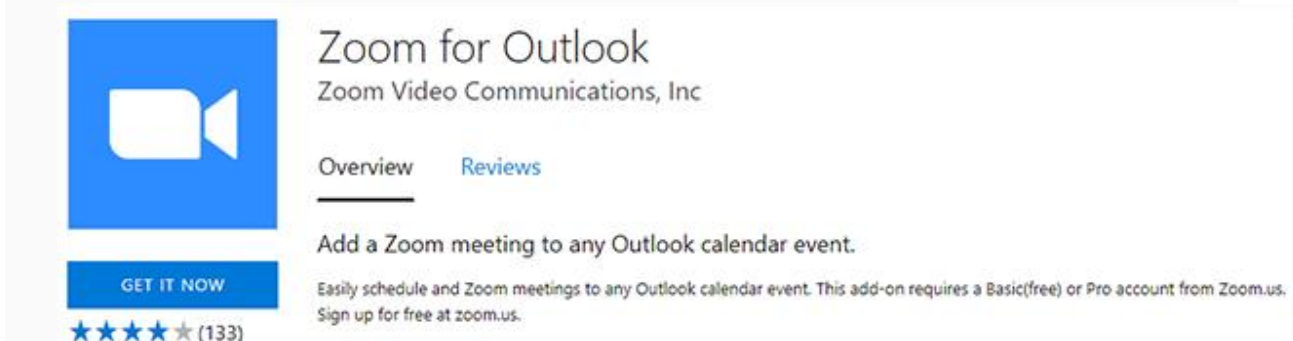 Zoom for Outlook
Zoom Video Communications, Inc
Overview Reviews
Add a Zoom meeting to any Outlook calendar event.
GET IT NOW
Easily schedule and Zoom meetings to any Outlook calendar event. This add-on requires a Basic(free) or Pro account from Zoom.us.
Sign up for free at zoom.us.
(133)